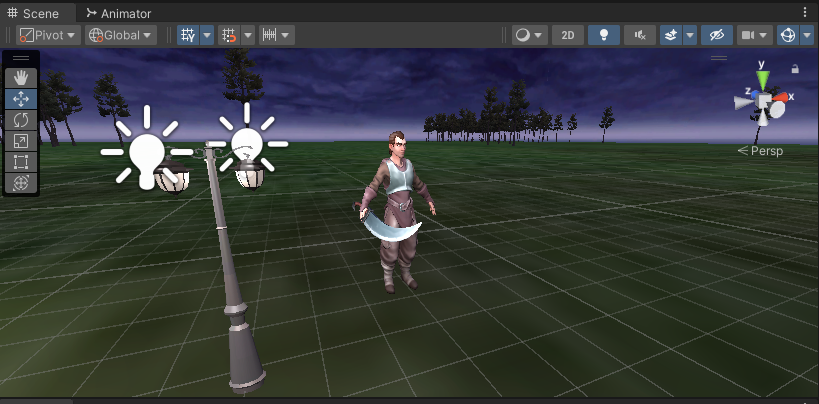 Scene Animator
Pivot Global 2D
y
z x
Persp